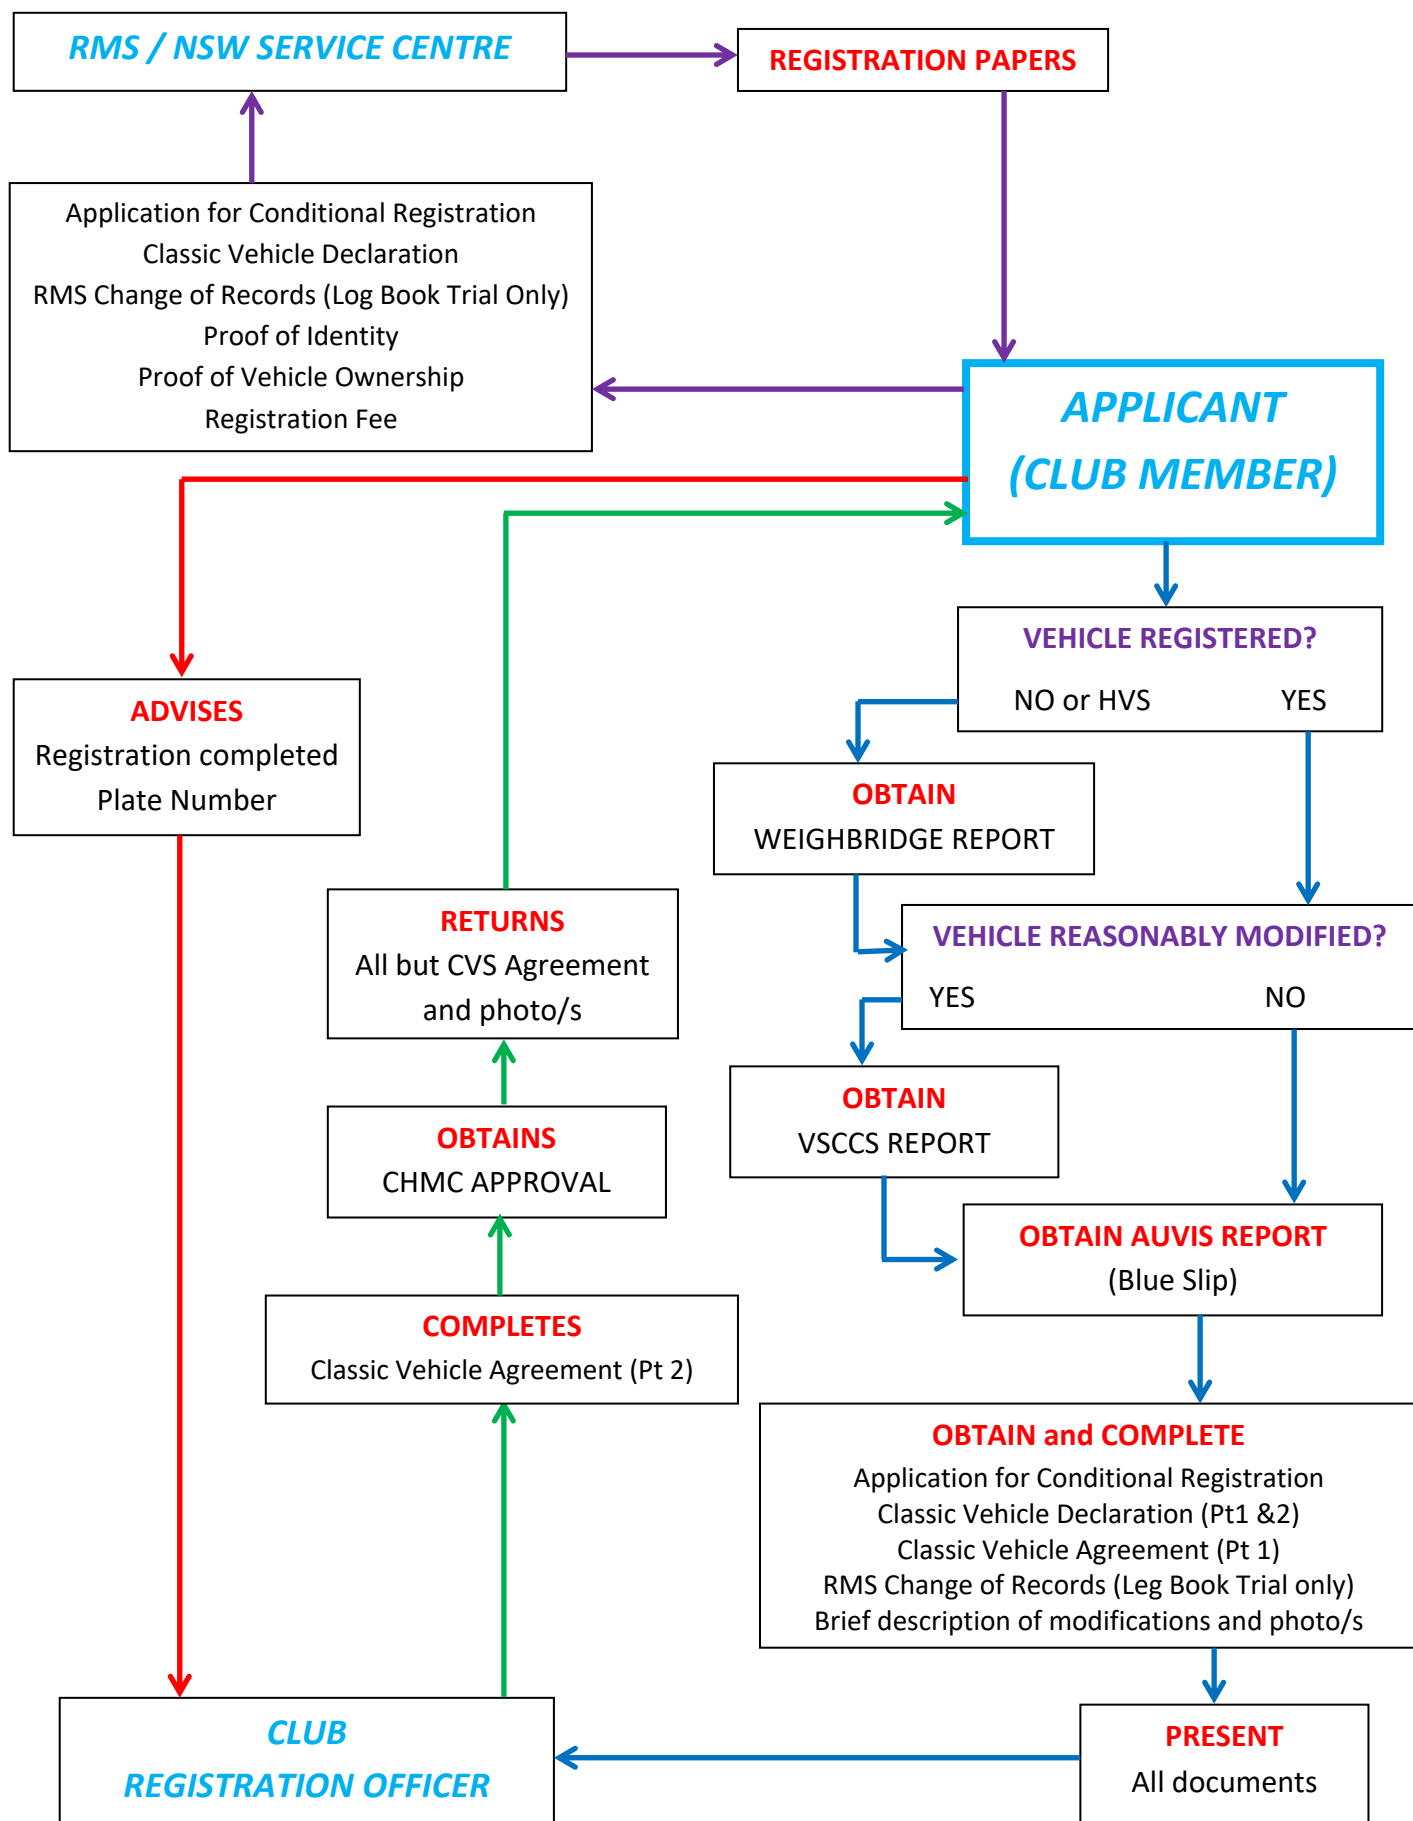 RMS / NSW SERVICE CENTRE
REGISTRATION PAPERS
Application for Conditional Registration
Classic Vehicle Declaration
RMS Change of Records (Log Book Trial Only)
Proof of Identity
Proof of Vehicle Ownership
Registration Fee
APPLICANT
(CLUB MEMBER)
VEHICLE REGISTERED?
NO or HVS YES
ADVISES
Registration completed
Plate Number
OBTAIN
WEIGHBRIDGE REPORT
RETURNS
All but CVS Agreement
and photo/s
VEHICLE REASONABLY MODIFIED?
YES NO
OBTAIN
VSCCS REPORT
OBTAINS
CHMC APPROVAL
OBTAIN AUVIS REPORT
(Blue Slip)
COMPLETES
Classic Vehicle Agreement (Pt 2)
OBTAIN and COMPLETE
Application for Conditional Registration
Classic Vehicle Declaration (Pt1 &2)
Classic Vehicle Agreement (Pt 1)
RMS Change of Records (Leg Book Trial only)
Brief description of modifications and photo/s
CLUB
REGISTRATION OFFICER
PRESENT
All documents